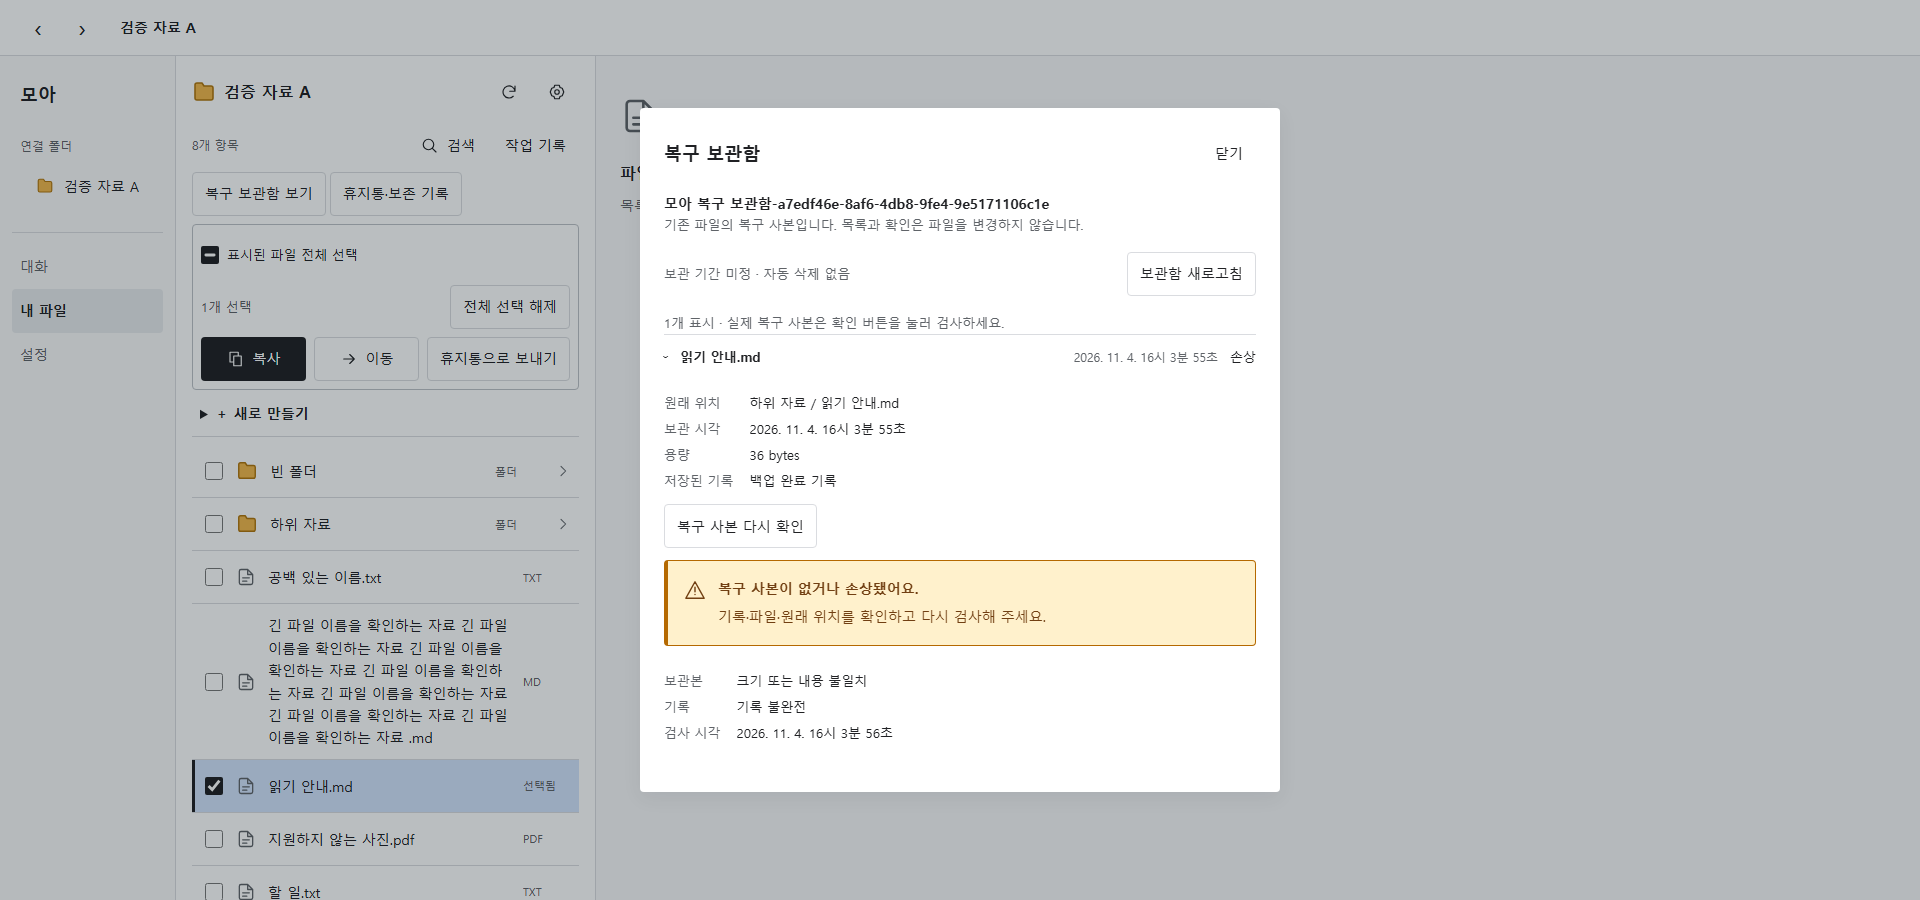 검증 자료 A
모아
연결 폴더
검증 자료 A
대화
내 파일
설정
검증 자료 A
8개 항목
검색
작업 기록
복구 보관함 보기
휴지통·보존 기록
표시된 파일 전체 선택
1개 선택
전체 선택 해제
복사
이동
휴지통으로 보내기
+ 새로 만들기
빈 폴더
폴더
하위 자료
폴더
공백 있는 이름.txt
TXT
긴 파일 이름을 확인하는 자료 긴 파일
이름을 확인하는 자료 긴 파일 이름을
확인하는 자료 긴 파일 이름을 확인하
는 자료 긴 파일 이름을 확인하는 자료
긴 파일 이름을 확인하는 자료 긴 파일
이름을 확인하는 자료 .md
MD
읽기 안내.md
선택됨
지원하지 않는 사진.pdf
PDF
할 일.txt
TXT
복구 보관함
닫기
모아 복구 보관함-a7edf46e-8af6-4db8-9fe4-9e5171106c1e
기존 파일의 복구 사본입니다. 목록과 확인은 파일을 변경하지 않습니다.
보관 기간 미정 · 자동 삭제 없음
보관함 새로고침
1개 표시 · 실제 복구 사본은 확인 버튼을 눌러 검사하세요.
읽기 안내.md
2026. 11. 4. 16시 3분 55초
손상
원래 위치 하위 자료 / 읽기 안내.md
보관 시각 2026. 11. 4. 16시 3분 55초
용량 36 bytes
저장된 기록 백업 완료 기록
복구 사본 다시 확인
복구 사본이 없거나 손상됐어요.
기록·파일·원래 위치를 확인하고 다시 검사해 주세요.
보관본 크기 또는 내용 불일치
기록 기록 불완전
검사 시각 2026. 11. 4. 16시 3분 56초